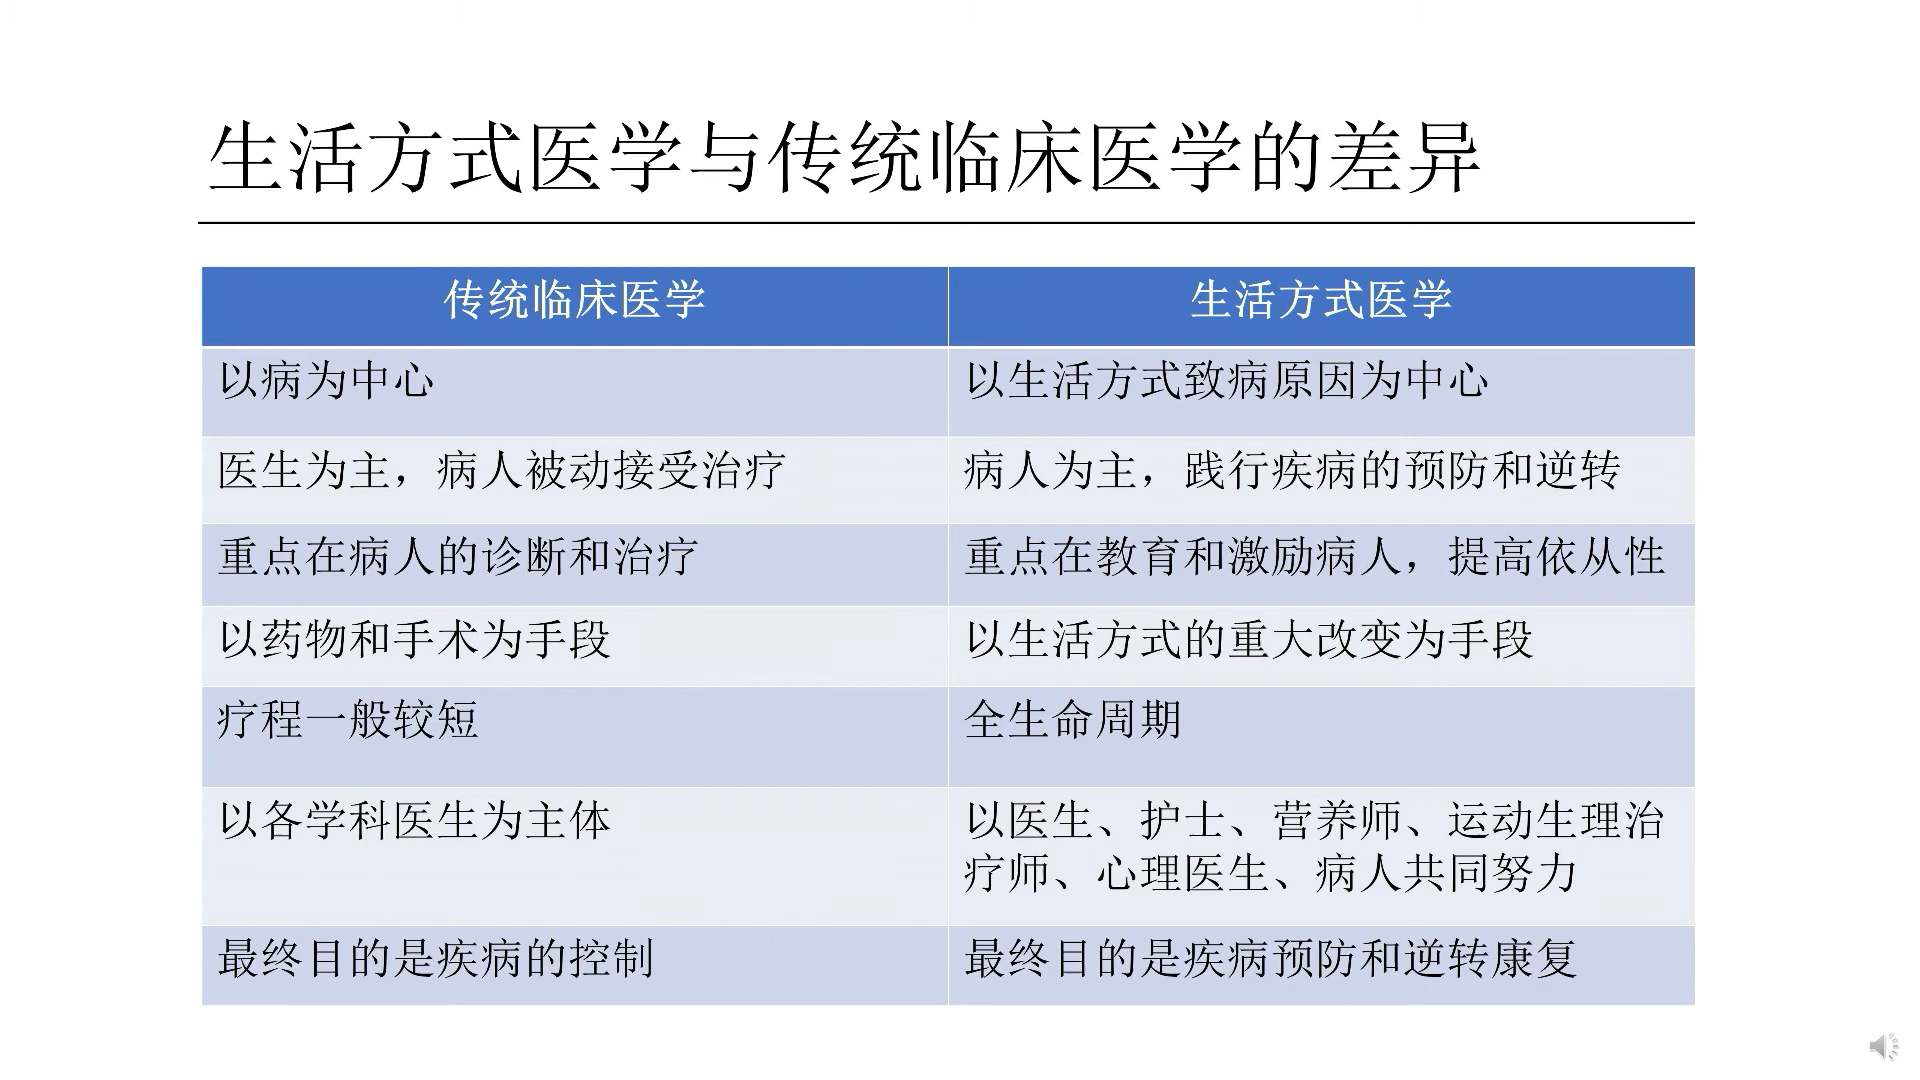 生活方式医学与传统临床医学的差异
传统临床医学
生活方式医学
以病为中心
以生活方式致病原因为中心
医生为主，病人被动接受治疗
病人为主，践行疾病的预防和逆转
重点在病人的诊断和治疗
重点在教育和激励病人，提高依从性
以药物和手术为手段
以生活方式的重大改变为手段
疗程一般较短
全生命周期
以各学科医生为主体
以医生、护士、营养师、运动生理治
疗师、心理医生、病人共同努力
最终目的是疾病的控制
最终目的是疾病预防和逆转康复